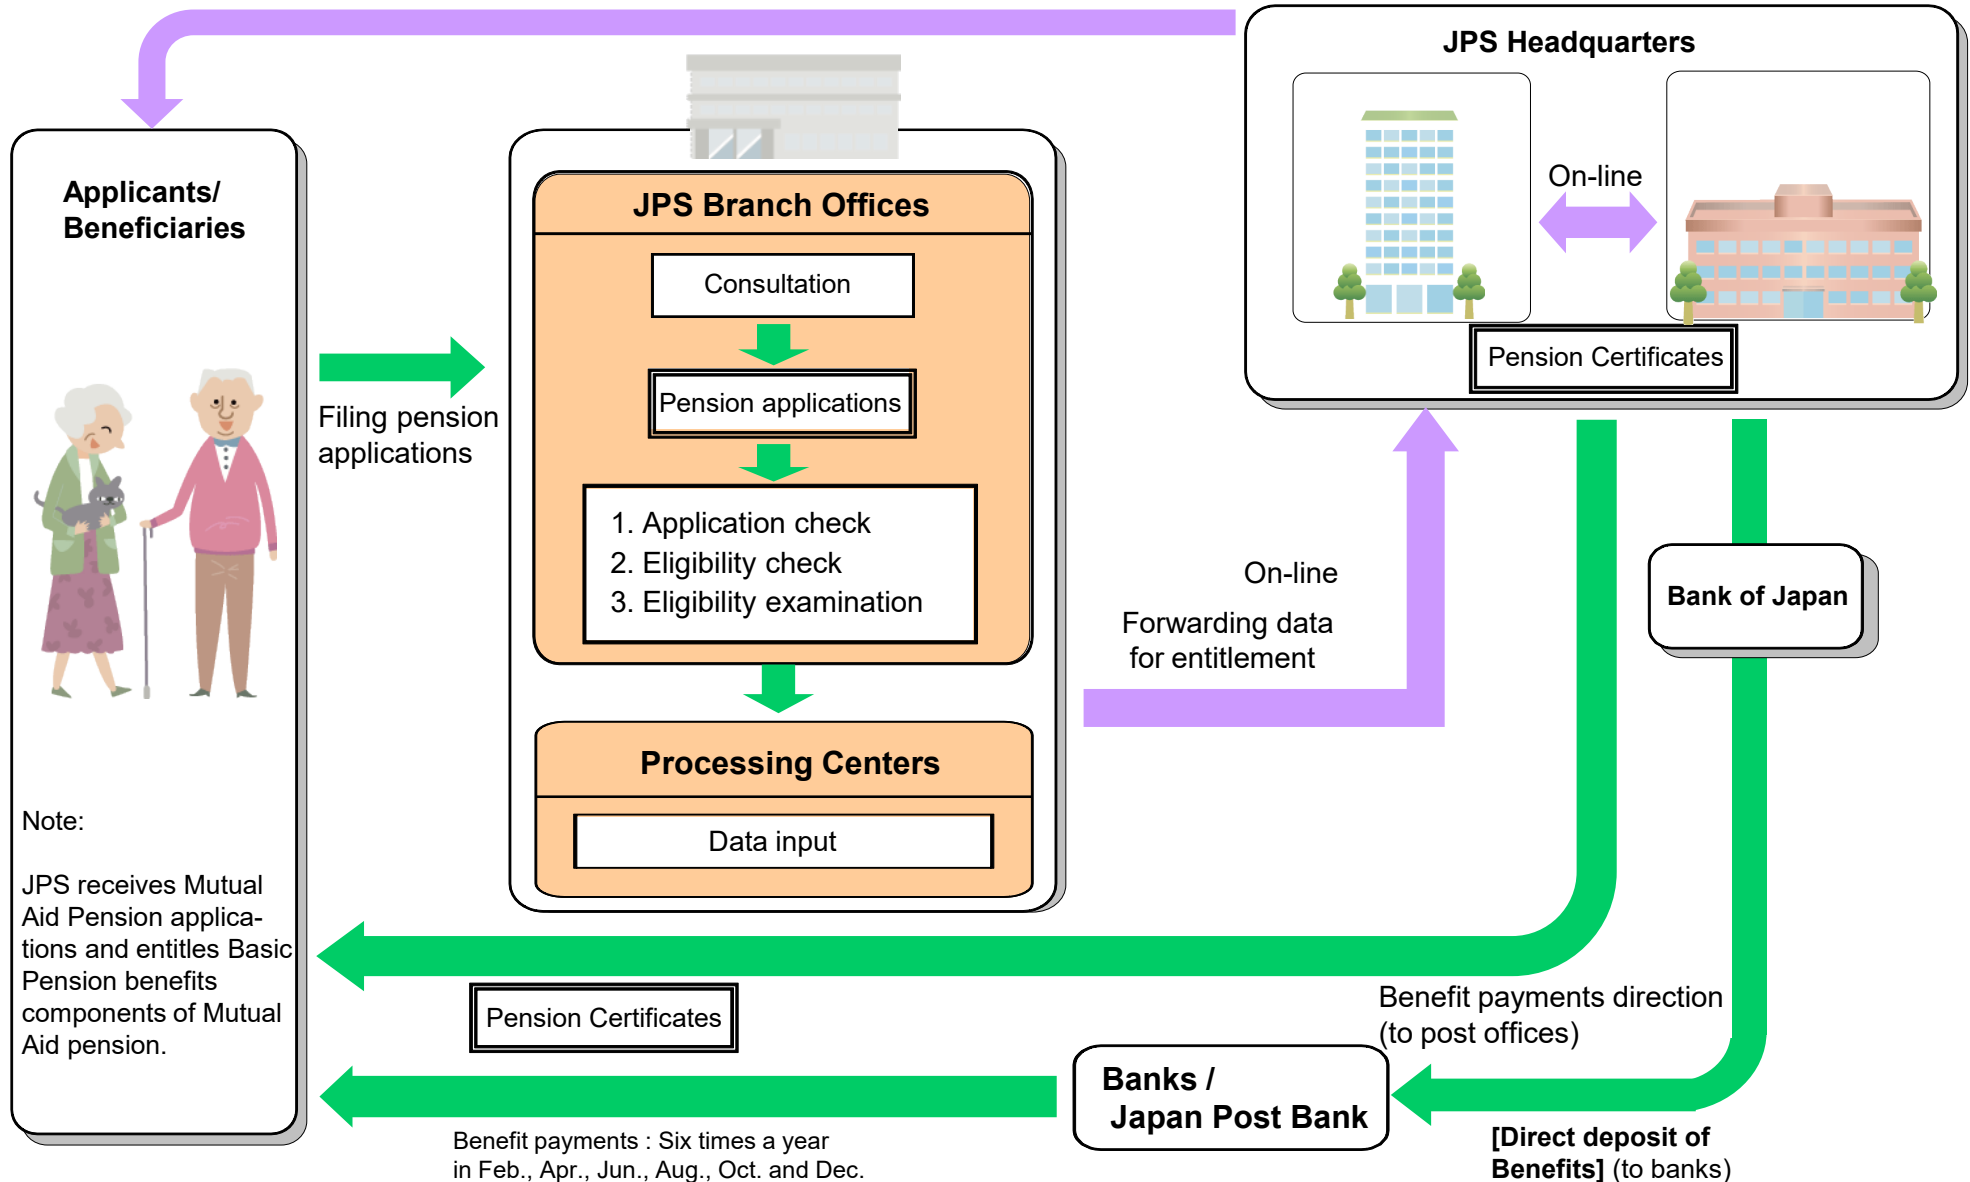 JPS Headquarters
On-line
Pension Certificates
Applicants/
Beneficiaries
Note:
JPS receives Mutual
Aid Pension applica-
tions and entitles Basic
Pension benefits
components of Mutual
Aid pension.
Filing pension
applications
JPS Branch Offices
Consultation
Pension applications
1. Application check
2. Eligibility check
3. Eligibility examination
Processing Centers
Data input
On-line
Forwarding data
for entitlement
Bank of Japan
Pension Certificates
Benefit payments direction
(to post offices)
Banks /
Japan Post Bank
[Direct deposit of
Benefits] (to banks)
Benefit payments : Six times a year
in Feb., Apr., Jun., Aug., Oct. and Dec.